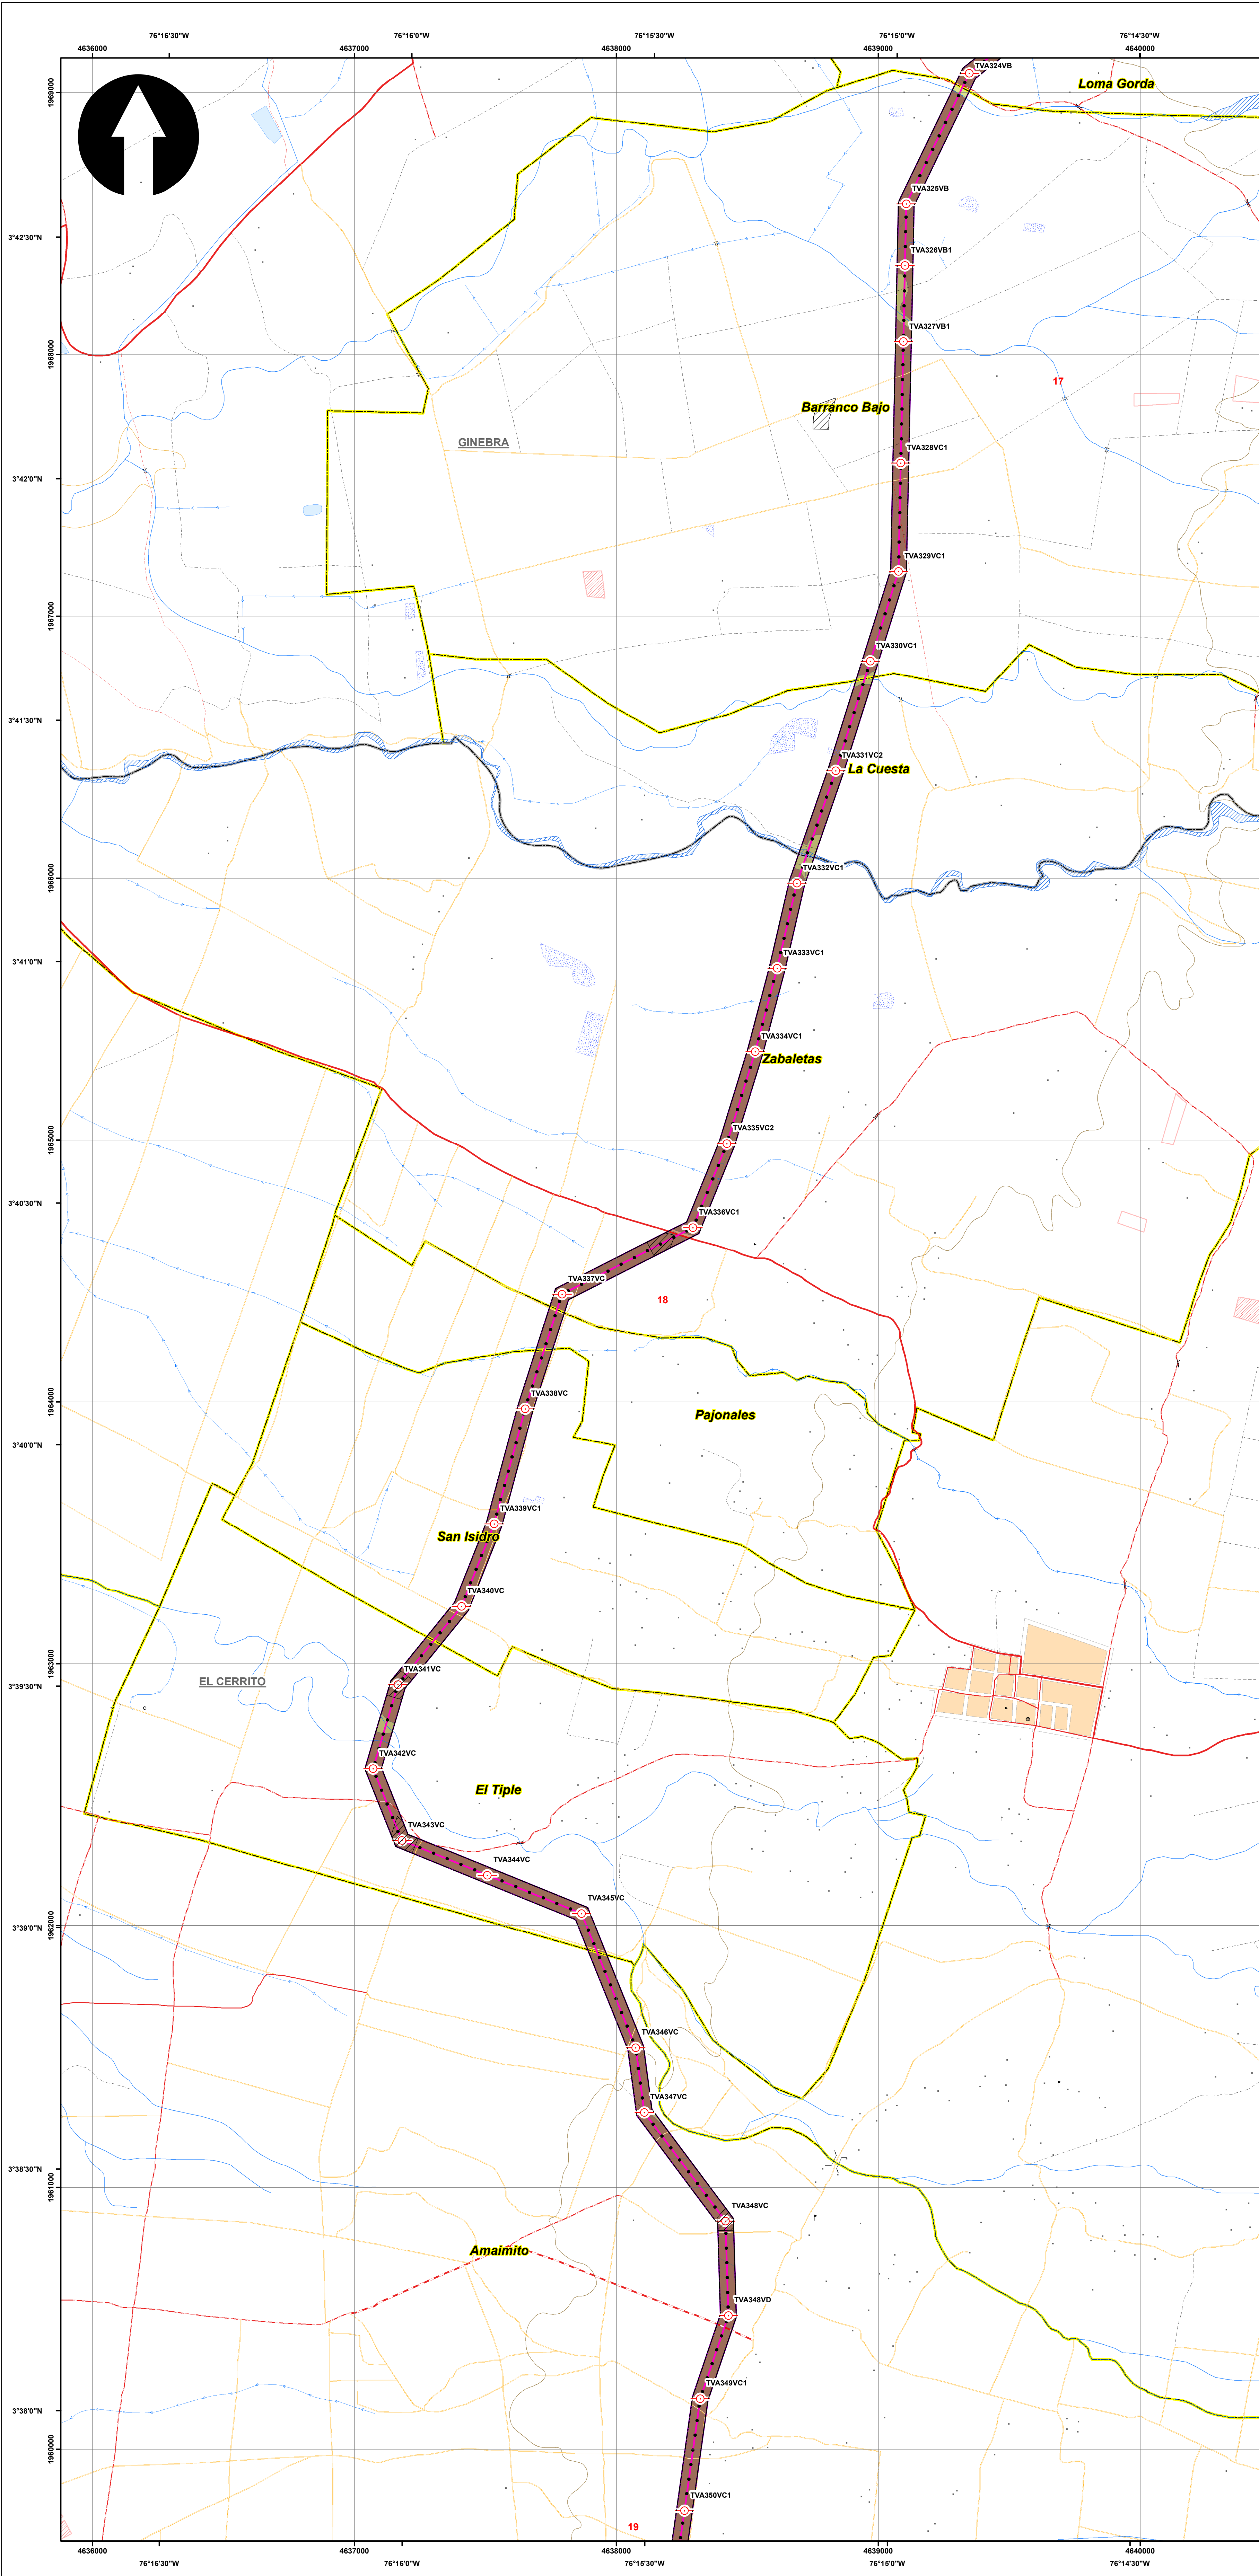 76°16'30"W 76°16'0"W 76°15'30"W 76°15'0"W 76°14'30"W
4636000 4637000 4638000 4639000 4640000
TVA324VB
Loma Gorda
1969000
TVA325VB
3°42'30"N
TVA326VB1
TVA327VB1
1968000
17
Barranco Bajo
GINEBRA
TVA328VC1
3°42'0"N
TVA329VC1
1967000
TVA330VC1
3°41'30"N
TVA331VC2
La Cuesta
TVA332VC1
1966000
TVA333VC1
3°41'0"N
TVA334VC1
Zabaletas
TVA335VC2
1965000
3°40'30"N
TVA336VC1
TVA337VC
18
TVA338VC
1964000
Pajonales
3°40'0"N
TVA339VC1
San Isidro
TVA340VC
1963000
TVA341VC
EL CERRITO
3°39'30"N
TVA342VC
El Tiple
TVA343VC
TVA344VC
TVA345VC
3°39'0"N
1962000
TVA346VC
TVA347VC
3°38'30"N
1961000
TVA348VC
Amaimito
TVA348VD
TVA349VC1
3°38'0"N
1960000
TVA350VC1
19
4636000 4637000 4638000 4639000 4640000
76°16'30"W 76°16'0"W 76°15'30"W 76°15'0"W 76°14'30"W